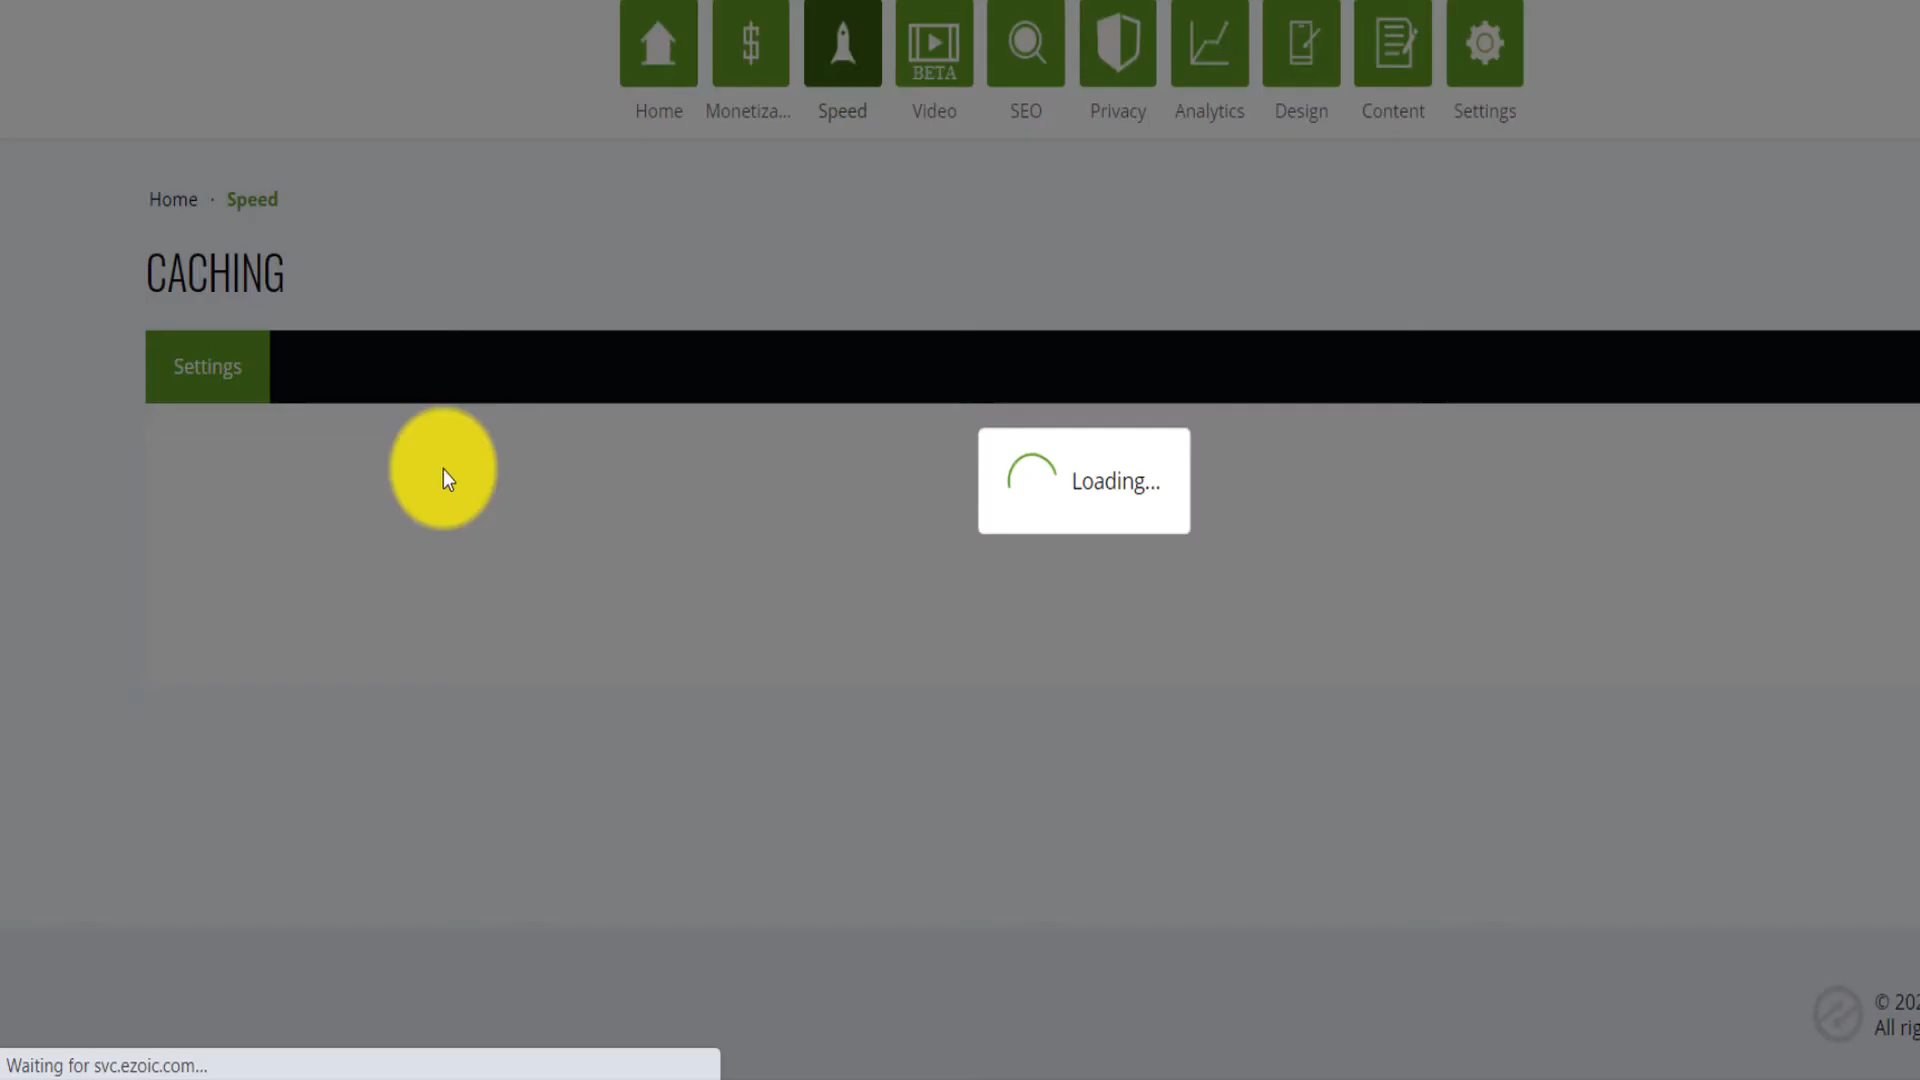 BETA
Home Monetiza... Speed Video SEO Privacy Analytics Design Content Settings
Home · Speed
CACHING
Settings
Loading...
© 202
All rig
Waiting for svc.ezoic.com...